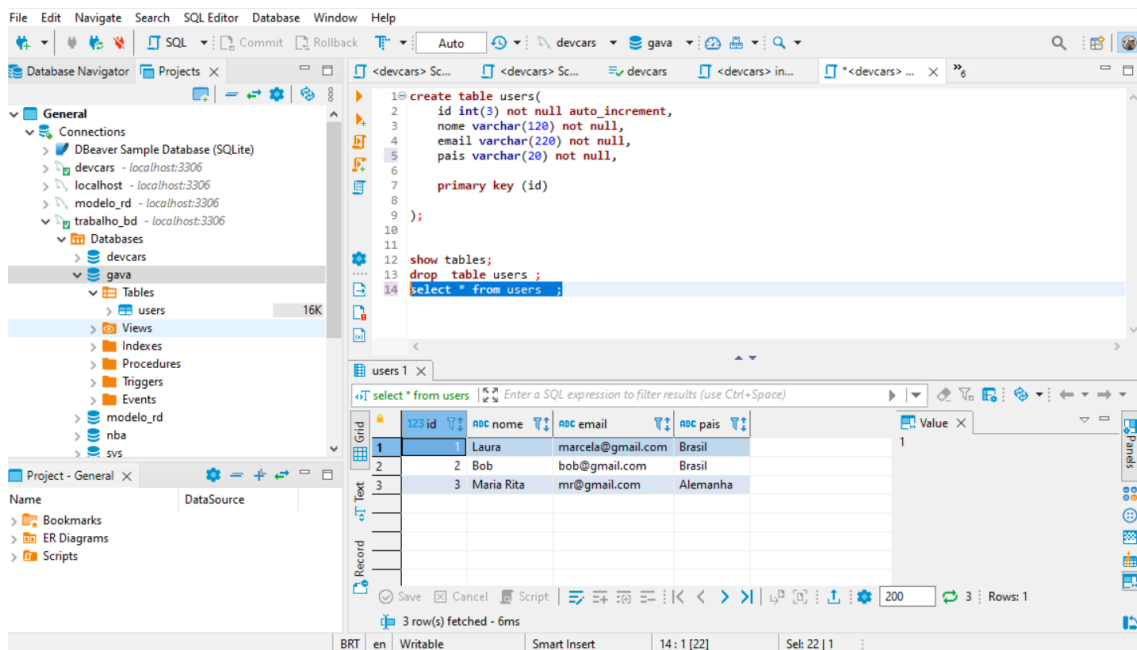 File Edit Navigate Search SQL Editor Database Window Help
SQL Commit Rollback Auto devcars gava
Database Navigator Projects
General
Connections
DBeaver Sample Database (SQLite)
devcars - localhost:3306
localhost - localhost:3306
modelo_rd - localhost:3306
trabalho_bd - localhost:3306
Databases
devcars
gava
Tables
users 16K
Views
Indexes
Procedures
Triggers
Events
modelo_rd
nba
sys
Project - General
Name DataSource
Bookmarks
ER Diagrams
Scripts
<devcars> Sc... <devcars> Sc... devcars <devcars> in... *<devcars> ... »6
1 create table users(
2 id int(3) not null auto_increment,
3 nome varchar(120) not null,
4 email varchar(220) not null,
5 pais varchar(20) not null,
6
7 primary key (id)
8
9 );
10
11
12 show tables;
13 drop table users ;
14 select * from users ;
users 1
select * from users Enter a SQL expression to filter results (use Ctrl+Space)
Grid
Text
Record
123 id ABC nome ABC email ABC pais
1 1 Laura marcela@gmail.com Brasil
2 2 Bob bob@gmail.com Brasil
3 3 Maria Rita mr@gmail.com Alemanha
Value
1
Panels
Save Cancel Script 200 3 Rows: 1
3 row(s) fetched - 6ms
BRT en Writable Smart Insert 14 : 1 [22] Sel: 22 | 1